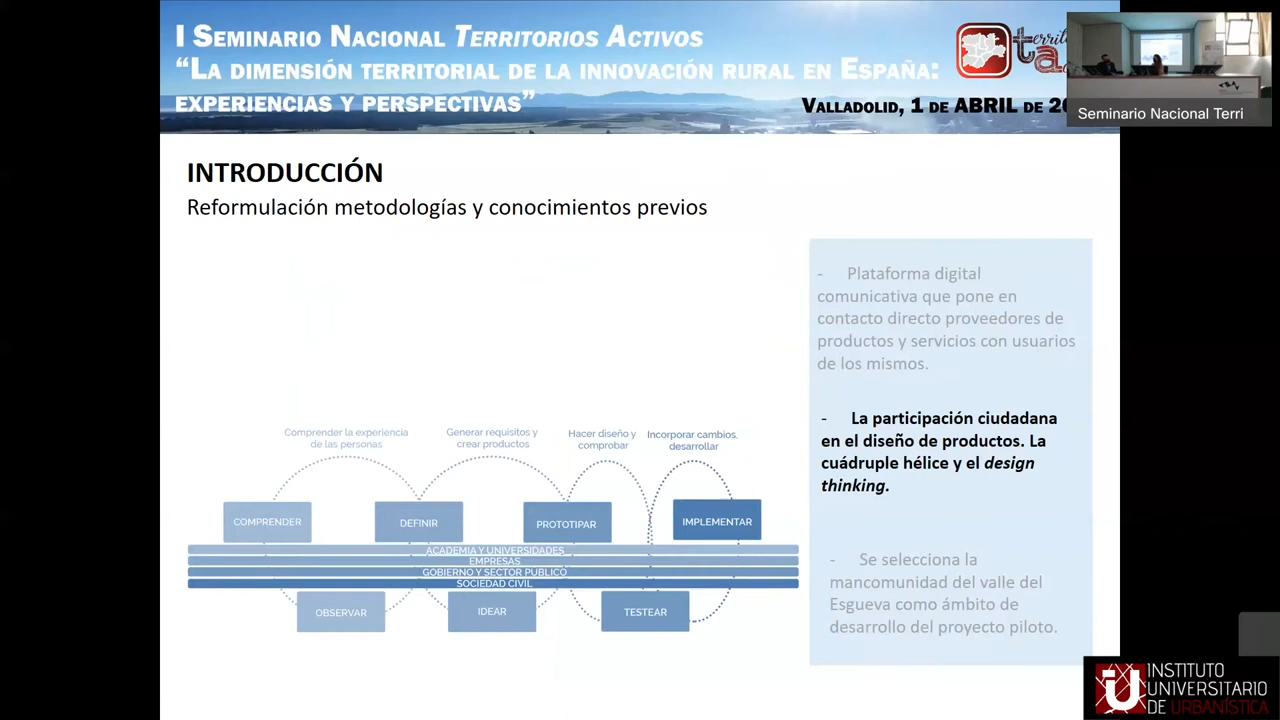 I Seminario Nacional Territorios Activos
“La dimensión territorial de la innovación rural en España:
experiencias y perspectivas”
Valladolid, 1 de ABRIL de
Seminario Nacional Terri
INTRODUCCIÓN
Reformulación metodologías y conocimientos previos
- Plataforma digital
comunicativa que pone en
contacto directo proveedores de
productos y servicios con usuarios
de los mismos.
- La participación ciudadana
en el diseño de productos. La
cuádruple hélice y el design
thinking.
- Se selecciona la
mancomunidad del valle del
Esgueva como ámbito de
desarrollo del proyecto piloto.
Comprender la experiencia
de las personas
Generar requisitos y
crear productos
Hacer diseño y
comprobar
Incorporar cambios,
desarrollar
COMPRENDER
DEFINIR
PROTOTIPAR
IMPLEMENTAR
ACADEMIA Y UNIVERSIDADES
EMPRESAS
GOBIERNO Y SECTOR PUBLICO
SOCIEDAD CIVIL
OBSERVAR
IDEAR
TESTEAR
INSTITUTO
UNIVERSITARIO
DE URBANÍSTICA